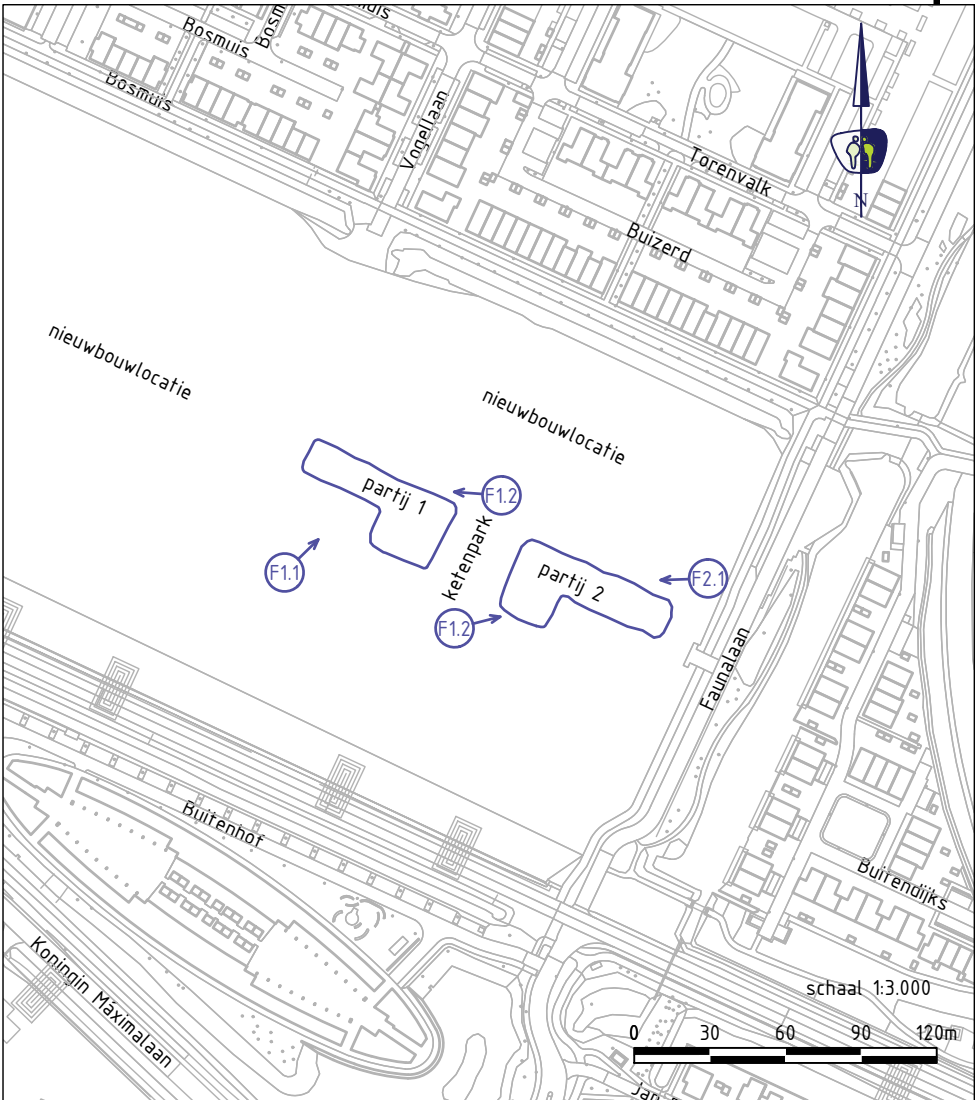 Bosmuis
Bosmuis
Vogellaan
Torenvalk
Buizerd
N
nieuwbouwlocatie
nieuwbouwlocatie
partij 1
F1.2
ketenpark
F1.1
partij 2
F2.1
F1.2
Faunalaan
Buitenhof
Buitendijks
Koningin Máximalaan
schaal 1:3.000
0 30 60 90 120m